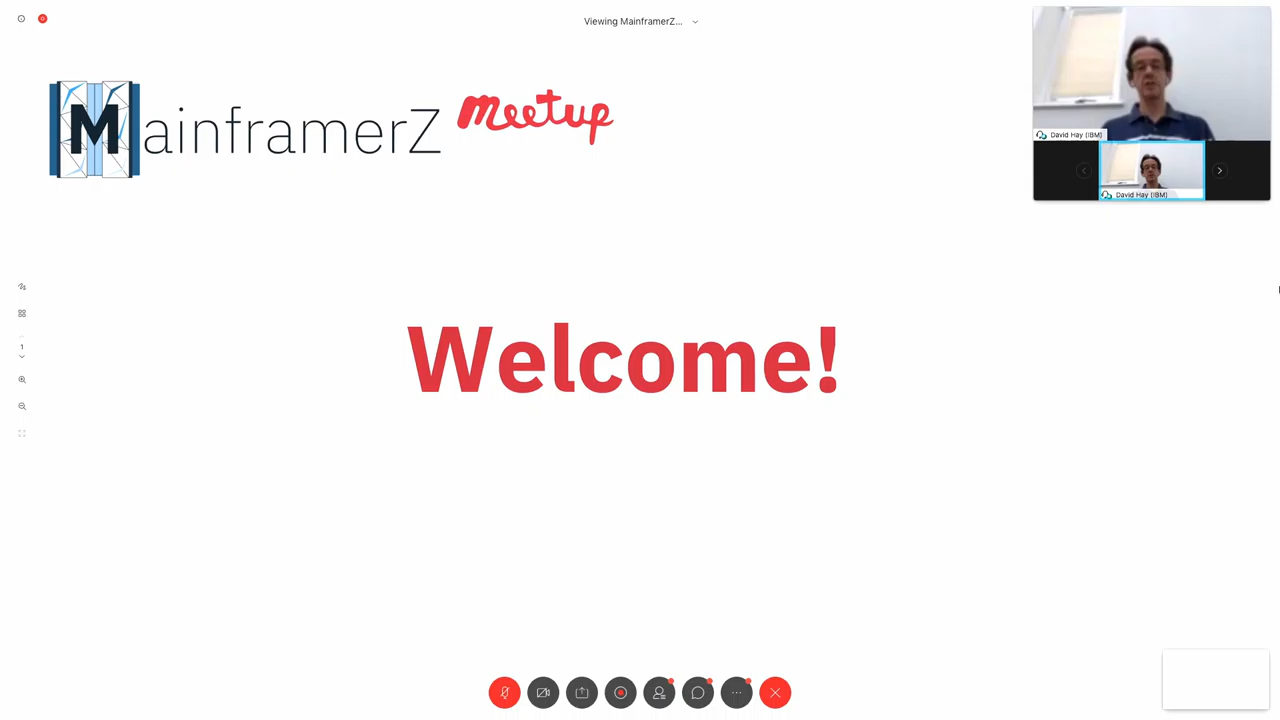 Viewing MainframerZ...
MainframerZ meetup
David Hay (IBM)
David Hay (IBM)
1
Welcome!